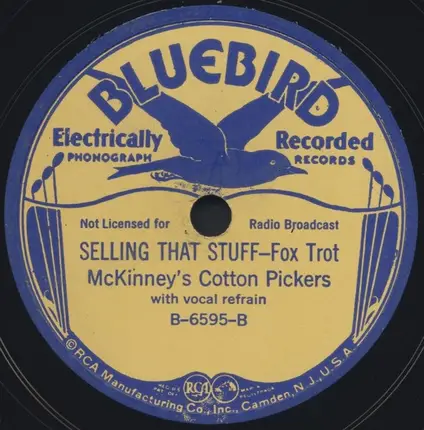 BLUEBIRD
Electrically Recorded
PHONOGRAPH RECORDS
Not Licensed for Radio Broadcast
SELLING THAT STUFF—Fox Trot
McKinney's Cotton Pickers
with vocal refrain
B-6595-B
RCA
©RCA Manufacturing Co., Inc., Camden, N. J., U.S.A.